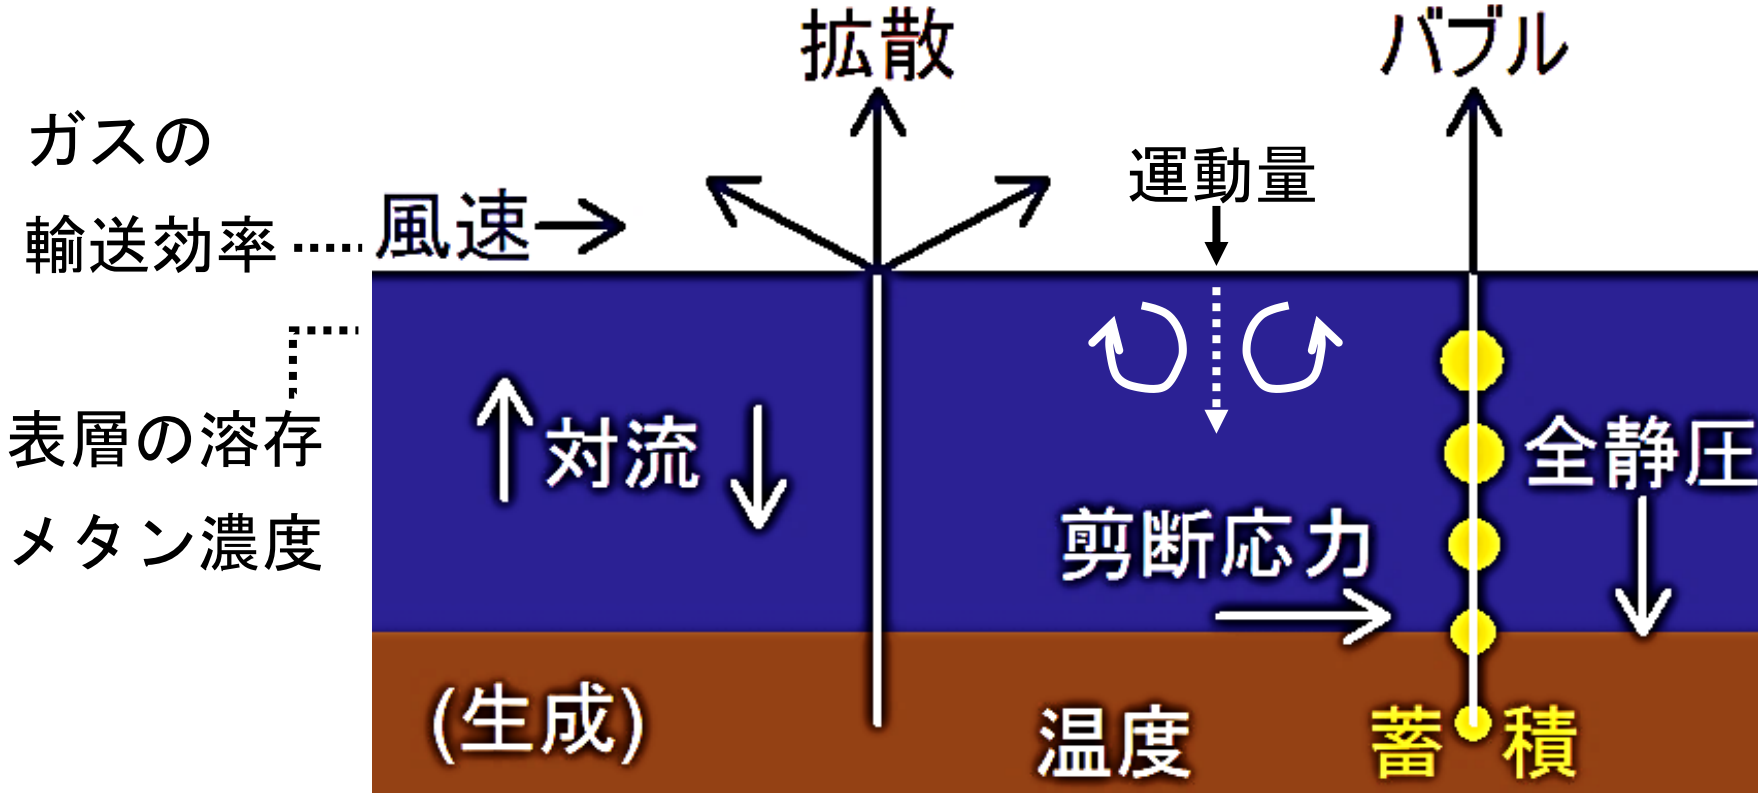 拡散
バブル
ガスの
輸送効率
風速
運動量
表層の溶存
メタン濃度
対流
全静圧
剪断応力
(生成)
温度
蓄積